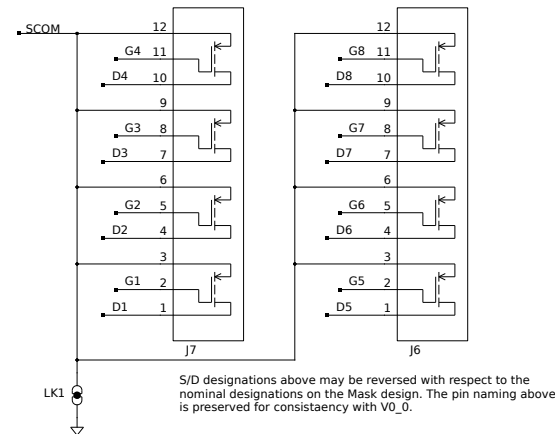 SCOM
12
G4
11
D4
10
9
G3
8
D3
7
6
G2
5
D2
4
3
G1
2
D1
1
J7
12
G8
11
D8
10
9
G7
8
D7
7
6
G6
5
D6
4
3
G5
2
D5
1
J6
LK1
S/D designations above may be reversed with respect to the
nominal designations on the Mask design. The pin naming above
is preserved for consistaency with V0_0.